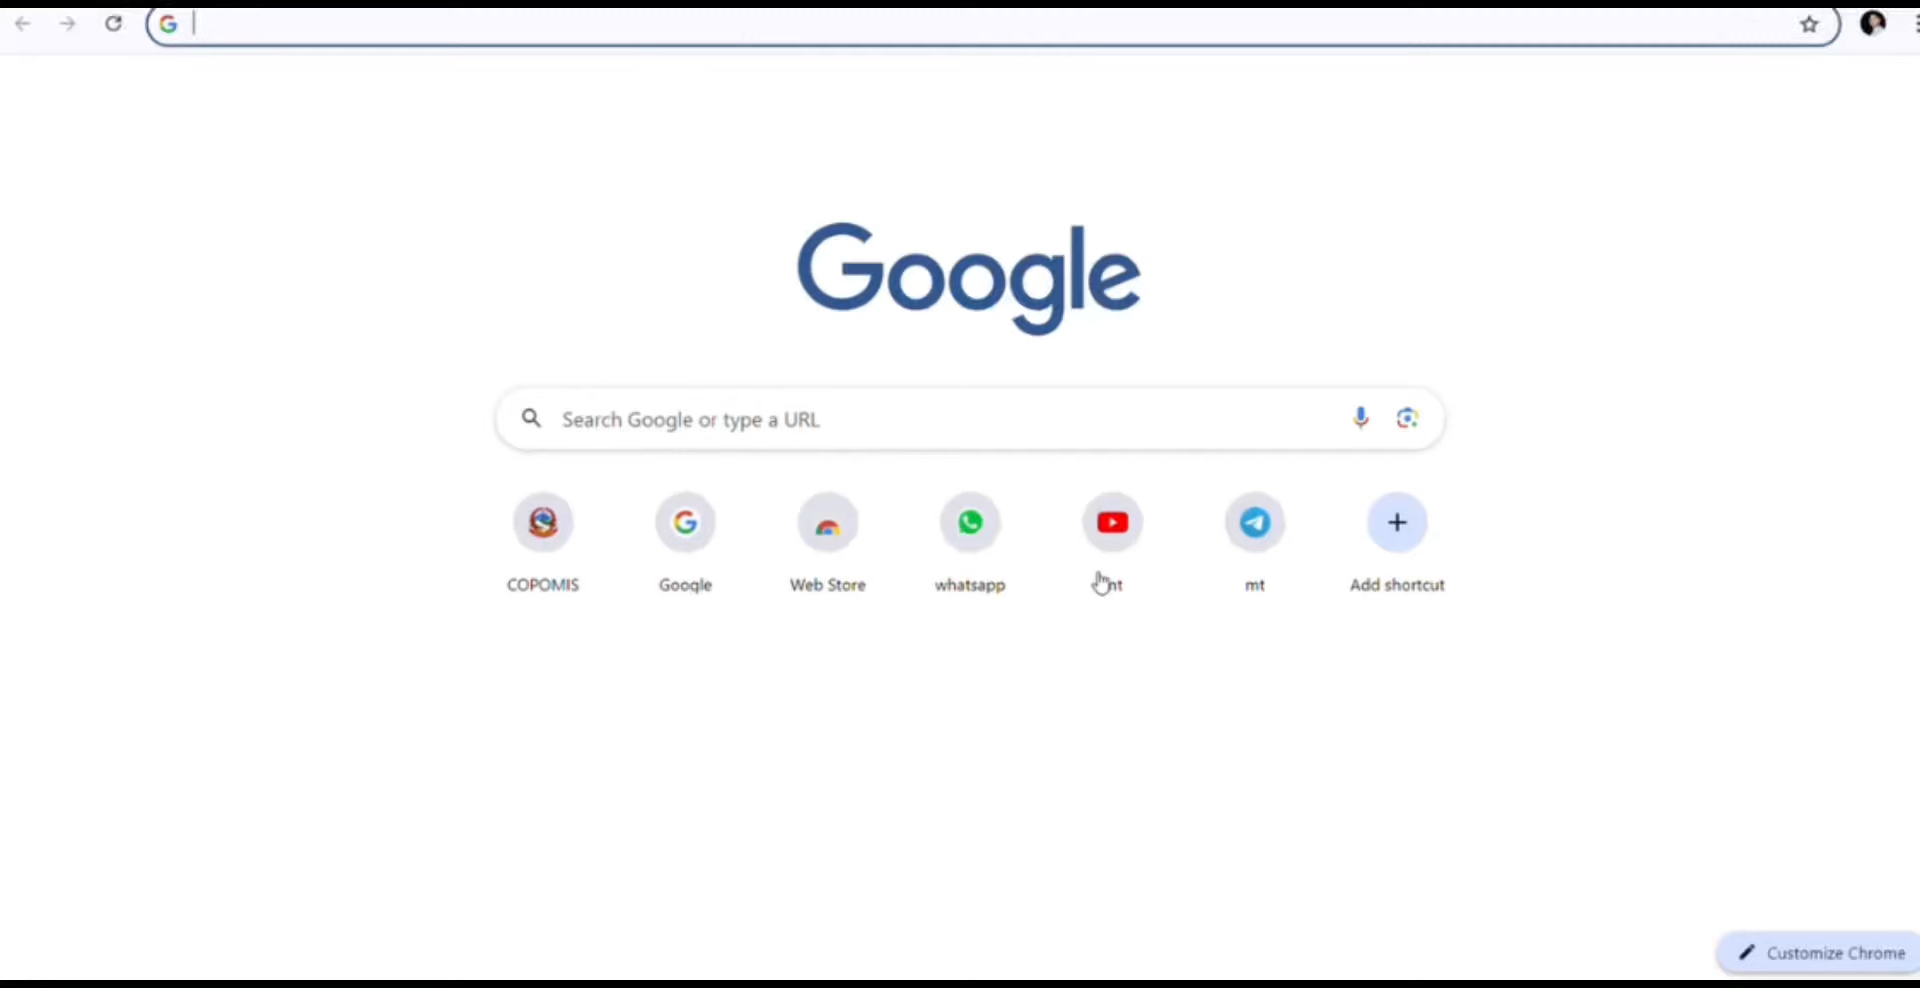 Google
Search Google or type a URL
COPOMIS
Google
Web Store
whatsapp
mt
Add shortcut
Customize Chrome